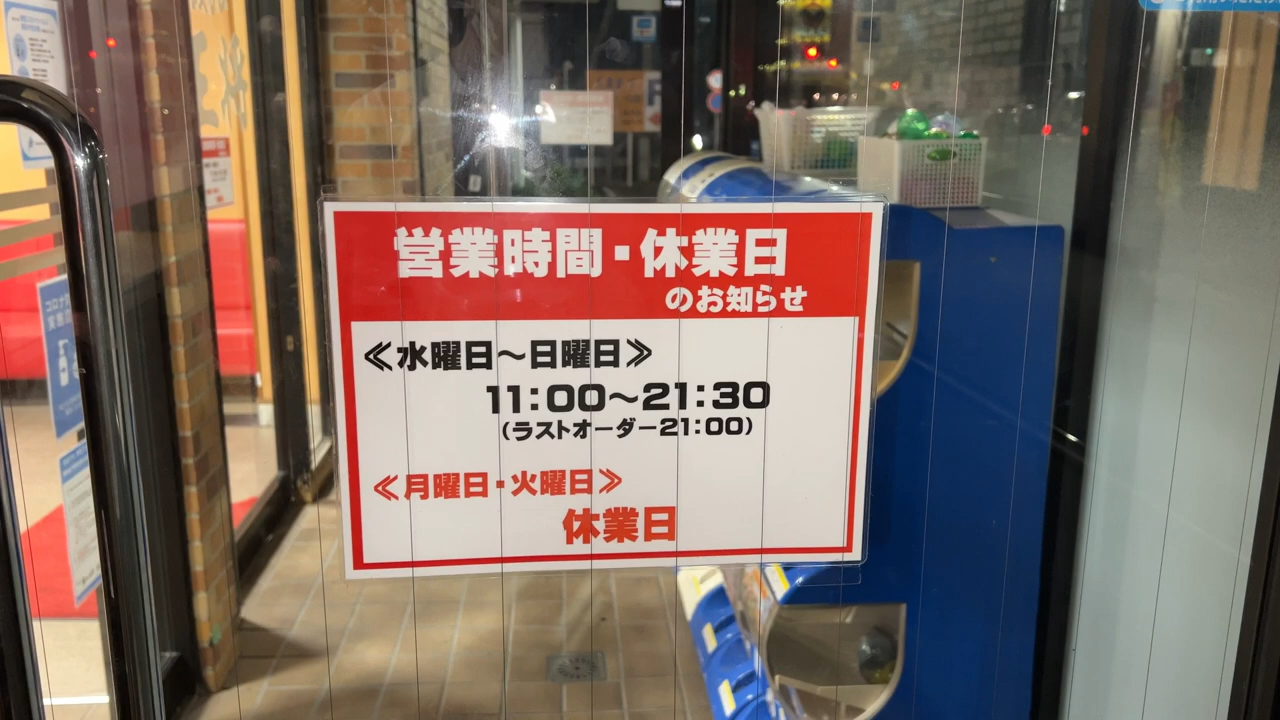 営業時間・休業日
のお知らせ
≪水曜日～日曜日≫
11:00～21:30
（ラストオーダー21:00）
≪月曜日・火曜日≫
休業日